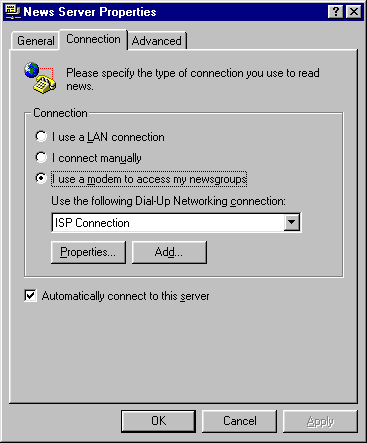 News Server Properties
General Connection Advanced
Please specify the type of connection you use to read
news.
Connection
I use a LAN connection
I connect manually
I use a modem to access my newsgroups
Use the following Dial-Up Networking connection:
ISP Connection
Properties... Add...
Automatically connect to this server
OK Cancel Apply